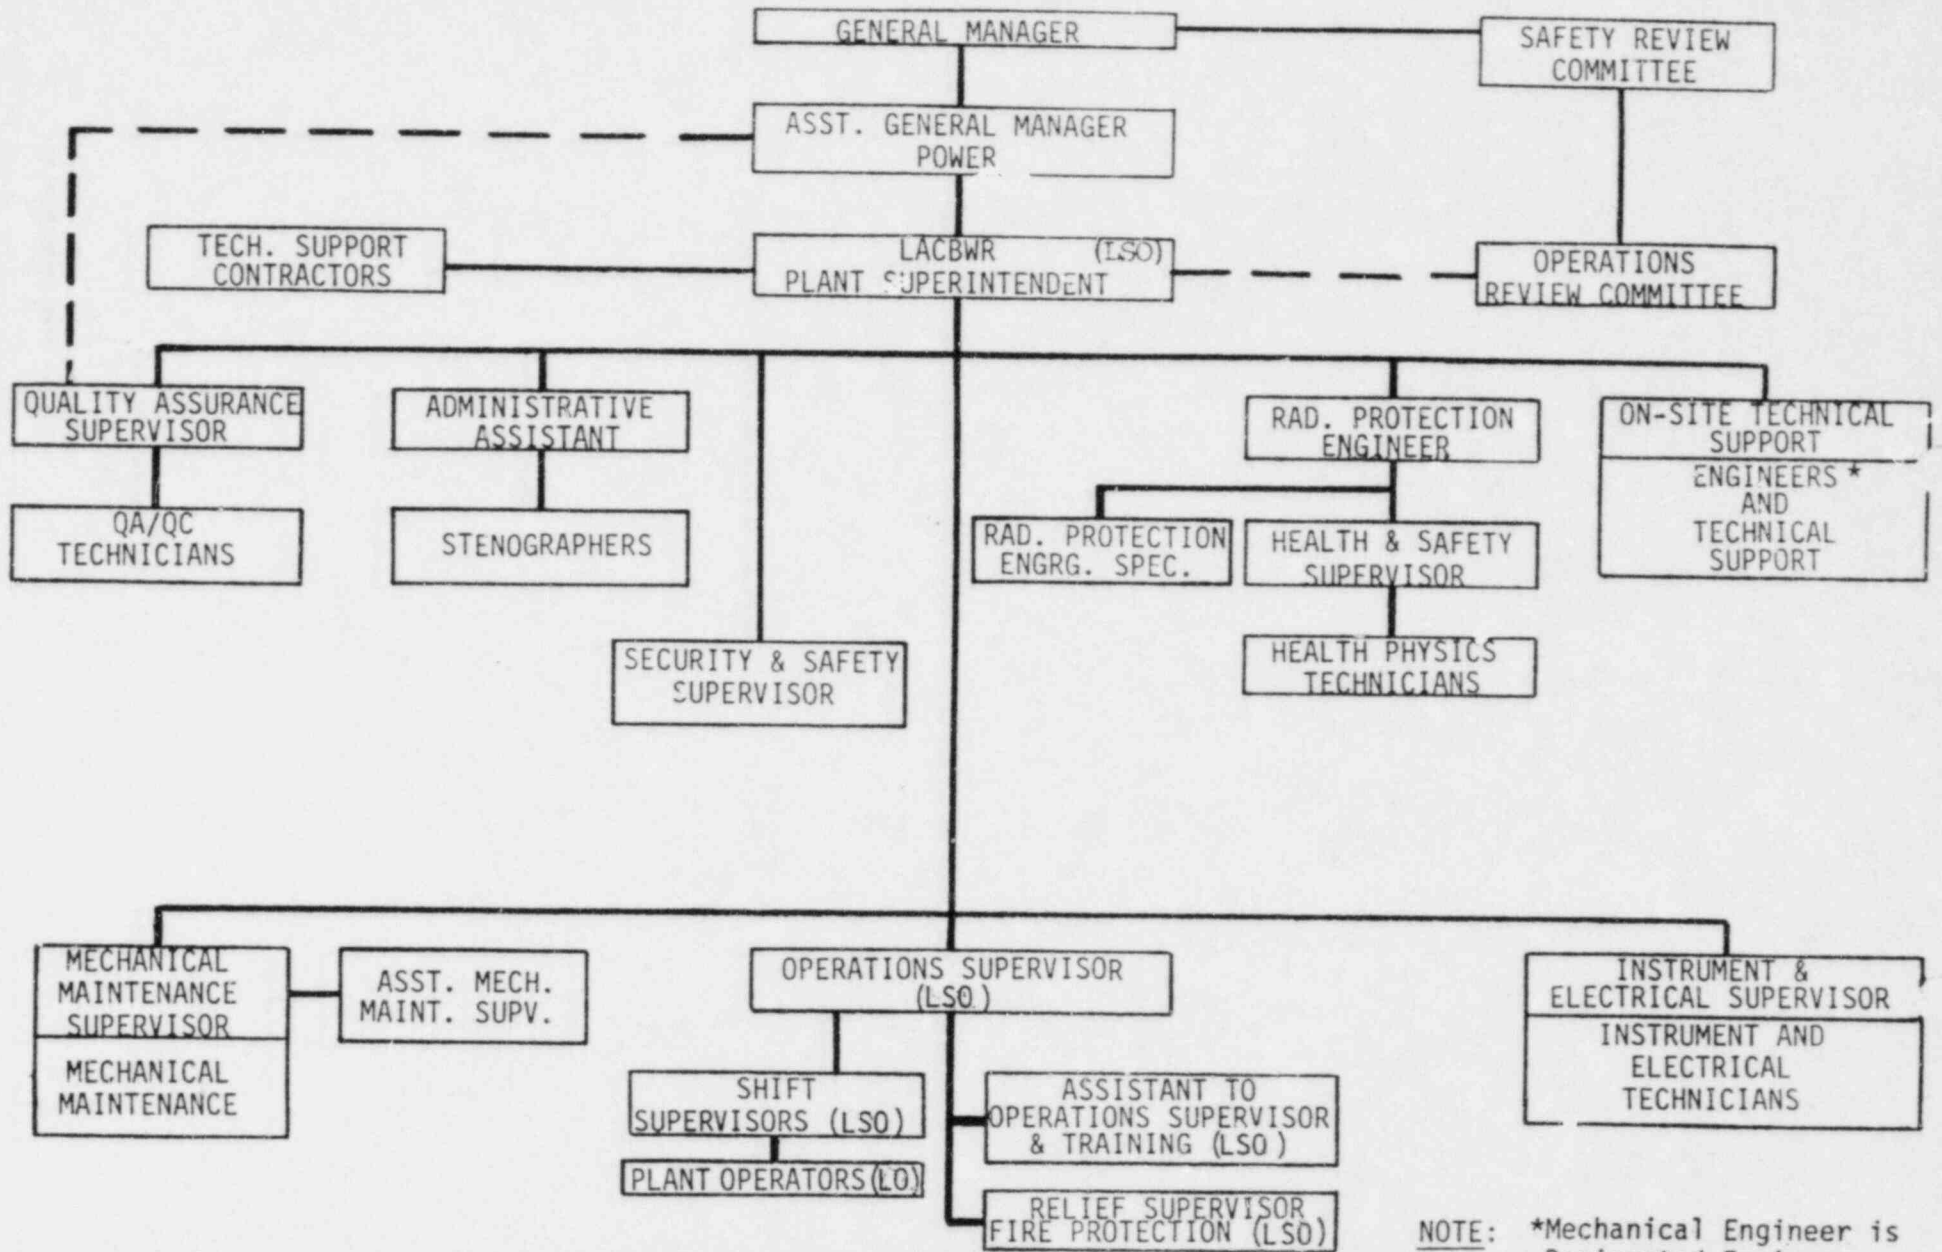 GENERAL MANAGER
SAFETY REVIEW
COMMITTEE
ASST. GENERAL MANAGER
POWER
TECH. SUPPORT
CONTRACTORS
LACBWR (LSO)
PLANT SUPERINTENDENT
OPERATIONS
REVIEW COMMITTEE
QUALITY ASSURANCE
SUPERVISOR
ADMINISTRATIVE
ASSISTANT
RAD. PROTECTION
ENGINEER
ON-SITE TECHNICAL
SUPPORT
ENGINEERS *
AND
TECHNICAL
SUPPORT
QA/QC
TECHNICIANS
STENOGRAPHERS
RAD. PROTECTION
ENGRG. SPEC.
HEALTH & SAFETY
SUPERVISOR
SECURITY & SAFETY
SUPERVISOR
HEALTH PHYSICS
TECHNICIANS
MECHANICAL
MAINTENANCE
SUPERVISOR
MECHANICAL
MAINTENANCE
ASST. MECH.
MAINT. SUPV.
OPERATIONS SUPERVISOR
(LSO)
INSTRUMENT &
ELECTRICAL SUPERVISOR
INSTRUMENT AND
ELECTRICAL
TECHNICIANS
SHIFT
SUPERVISORS (LSO)
PLANT OPERATORS (LO)
ASSISTANT TO
OPERATIONS SUPERVISOR
& TRAINING (LSO)
RELIEF SUPERVISOR
FIRE PROTECTION (LSO)
NOTE: *Mechanical Engineer is